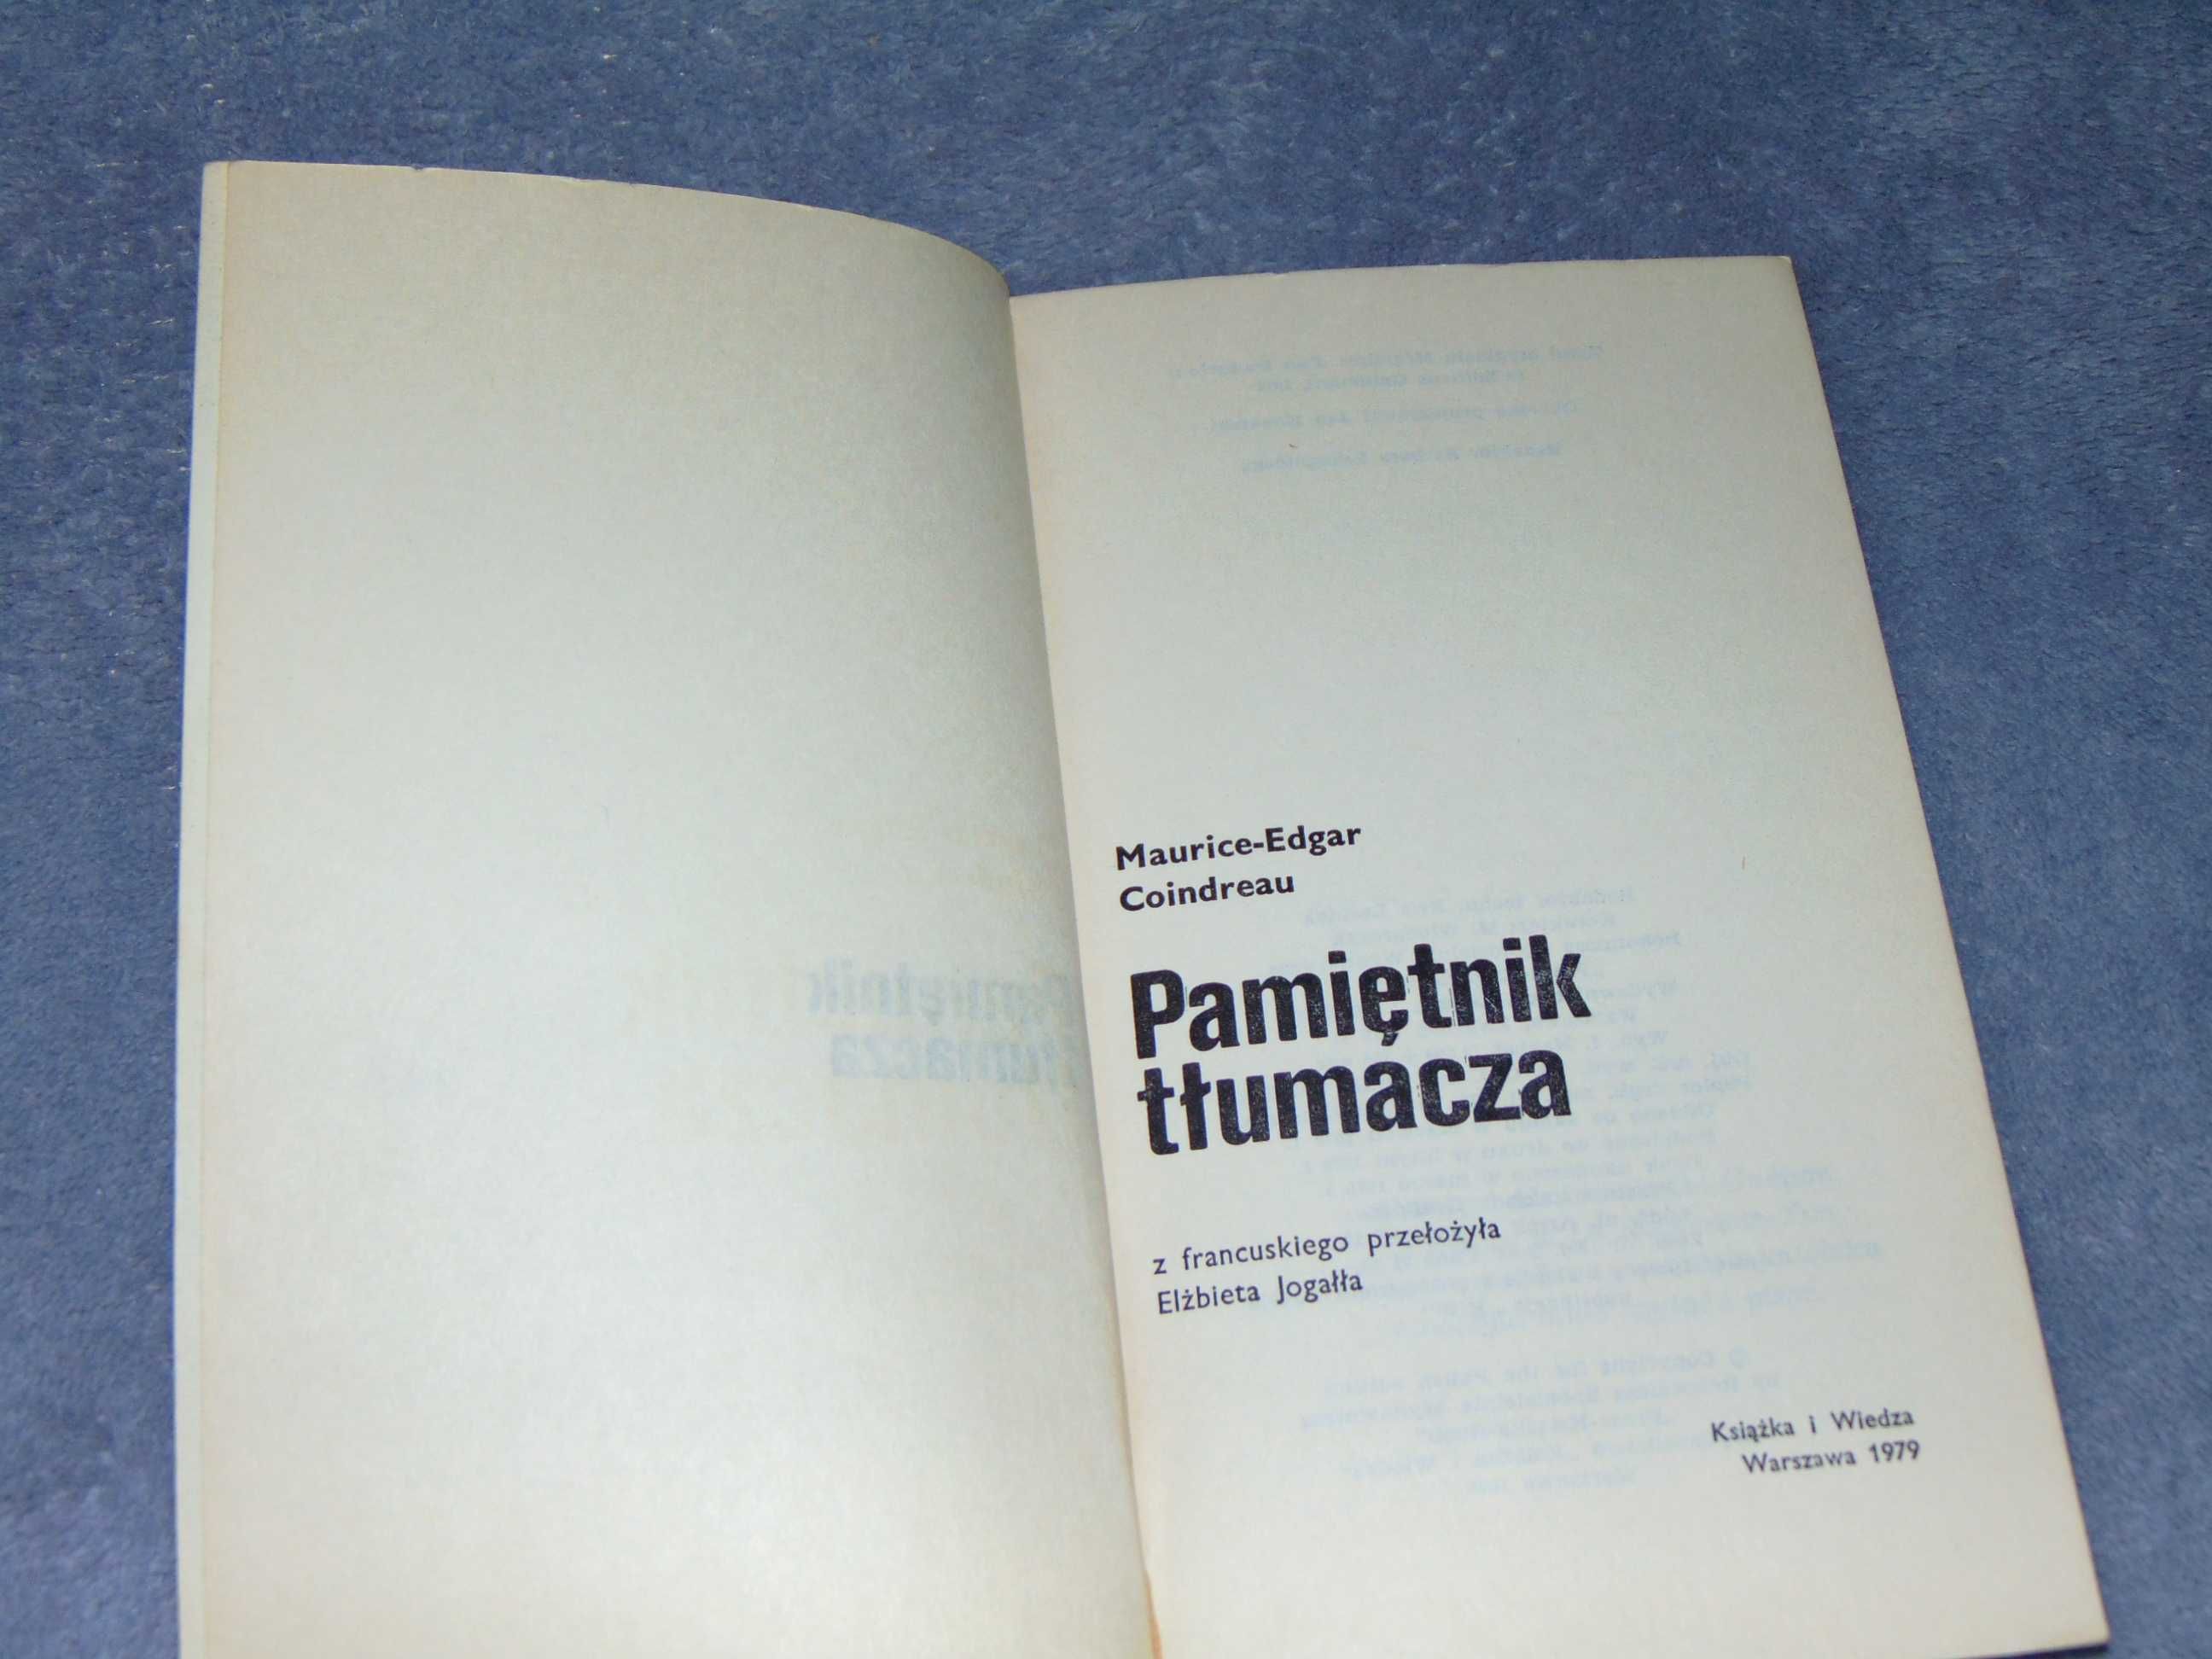 Maurice-Edgar
Coindreau
Pamiętnik
tłumacza
z francuskiego przełożyła
Elżbieta Jogałła
Książka i Wiedza
Warszawa 1979